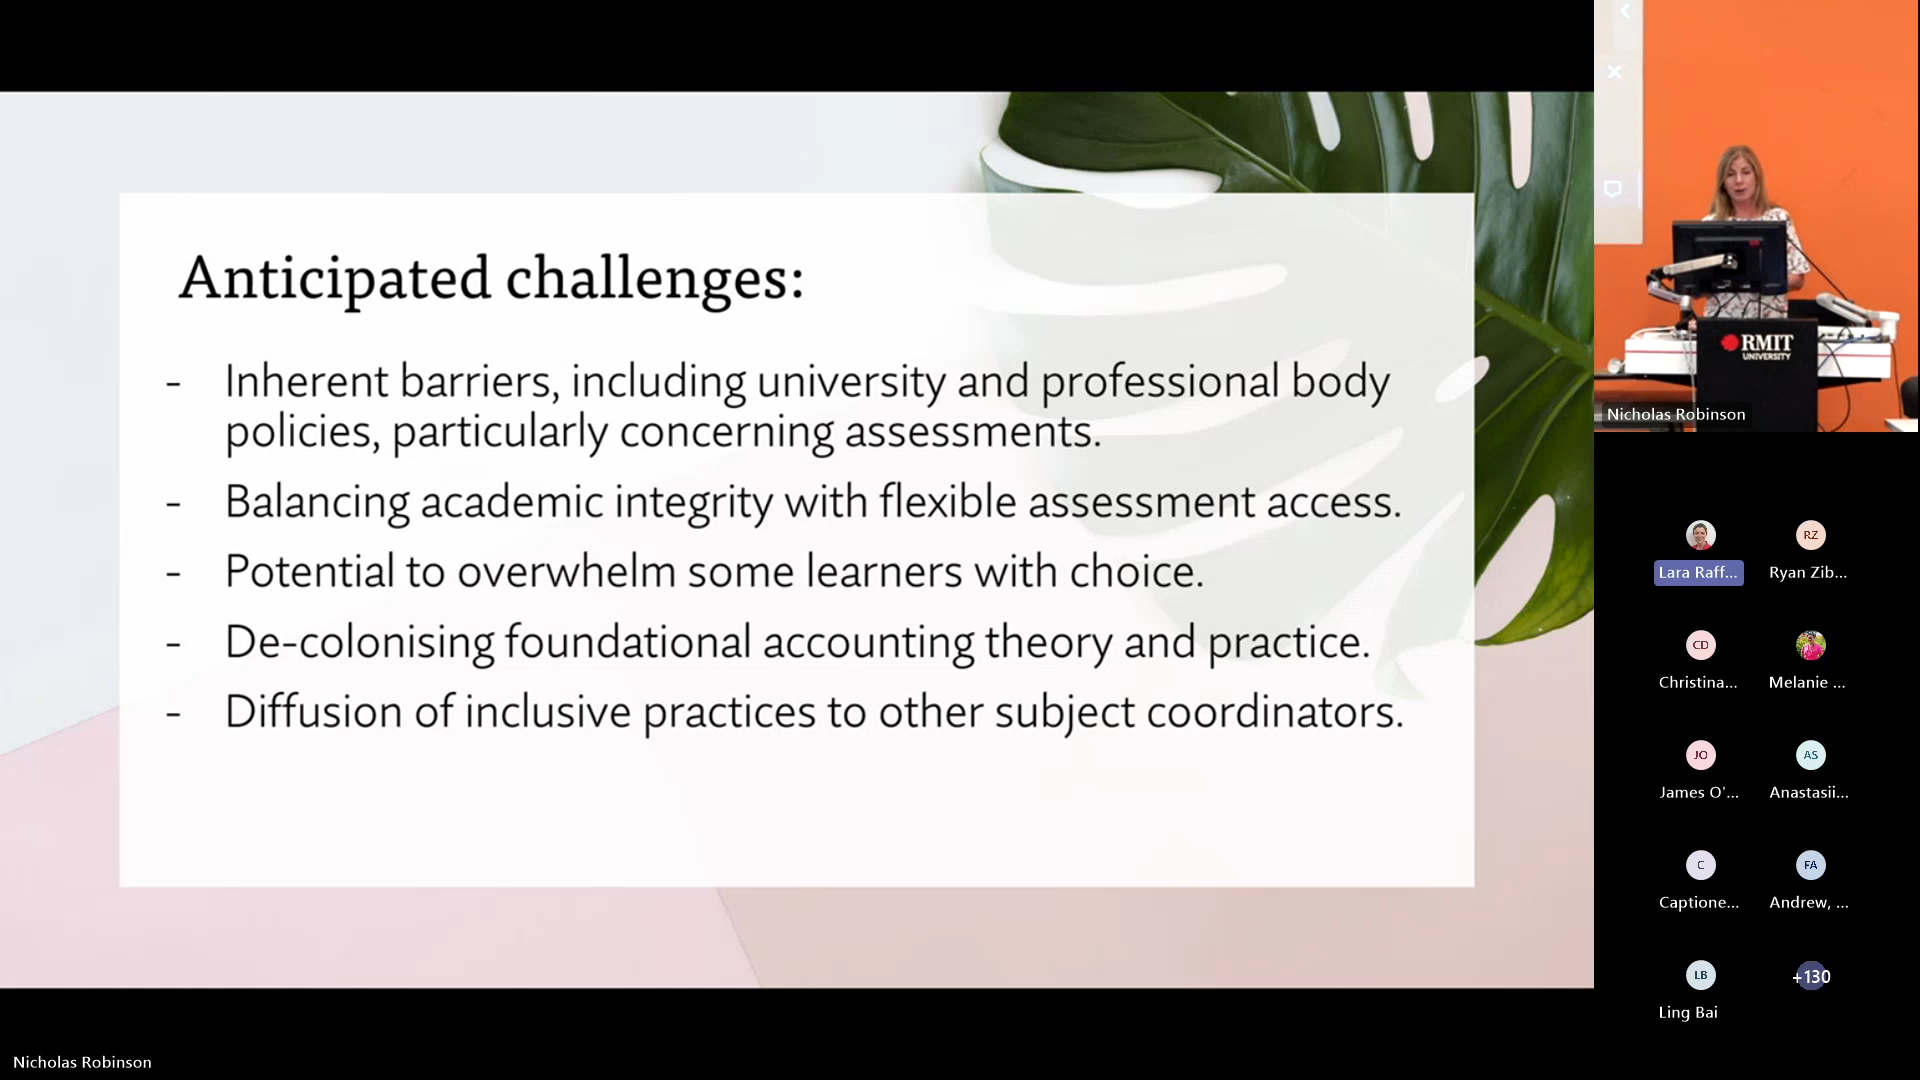 Anticipated challenges:
- Inherent barriers, including university and professional body
policies, particularly concerning assessments.
- Balancing academic integrity with flexible assessment access.
- Potential to overwhelm some learners with choice.
- De-colonising foundational accounting theory and practice.
- Diffusion of inclusive practices to other subject coordinators.
RMIT
UNIVERSITY
Nicholas Robinson
Lara Raff...
RZ
Ryan Zib...
CD
Christina...
Melanie ...
JO
James O'...
AS
Anastasii...
C
Captione...
FA
Andrew, ...
LB
Ling Bai
+130
Nicholas Robinson